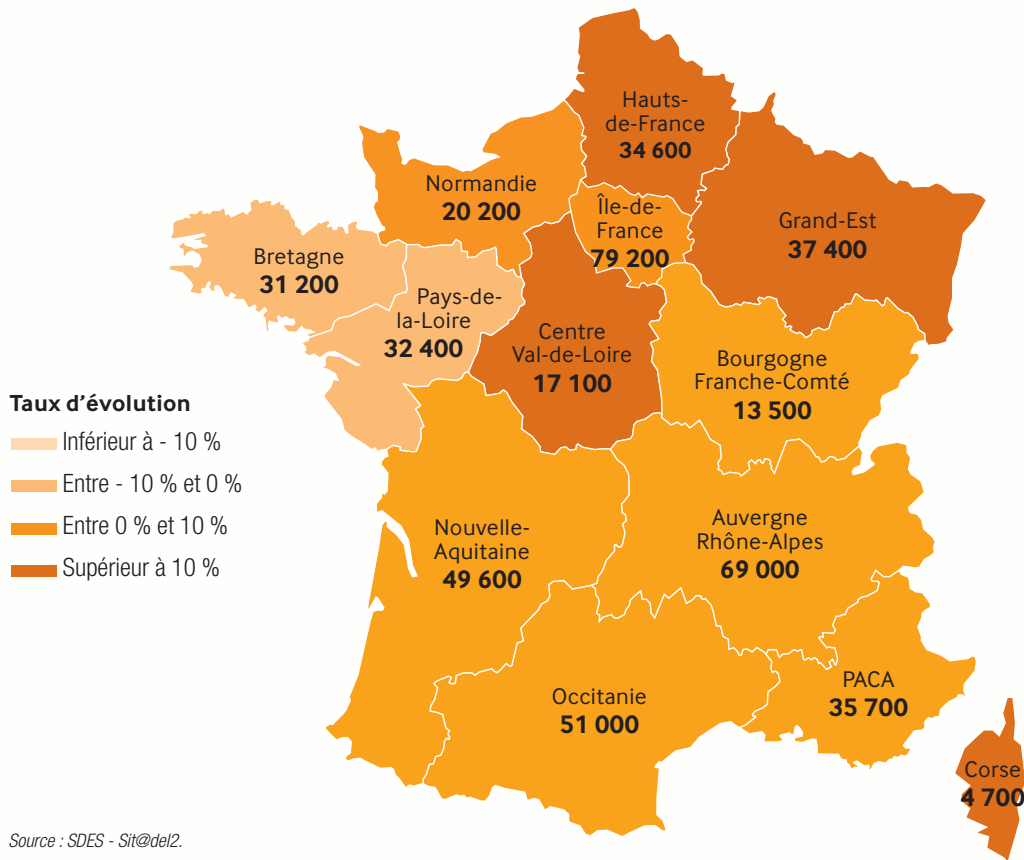 Hauts-
de-France
34 600
Normandie
20 200
Île-de-
France
79 200
Grand-Est
37 400
Bretagne
31 200
Pays-de-
la-Loire
32 400
Centre
Val-de-Loire
17 100
Bourgogne
Franche-Comté
13 500
Taux d’évolution
Inférieur à - 10 %
Entre - 10 % et 0 %
Entre 0 % et 10 %
Supérieur à 10 %
Nouvelle-
Aquitaine
49 600
Auvergne
Rhône-Alpes
69 000
Occitanie
51 000
PACA
35 700
Corse
4 700
Source : SDES - Sit@del2.